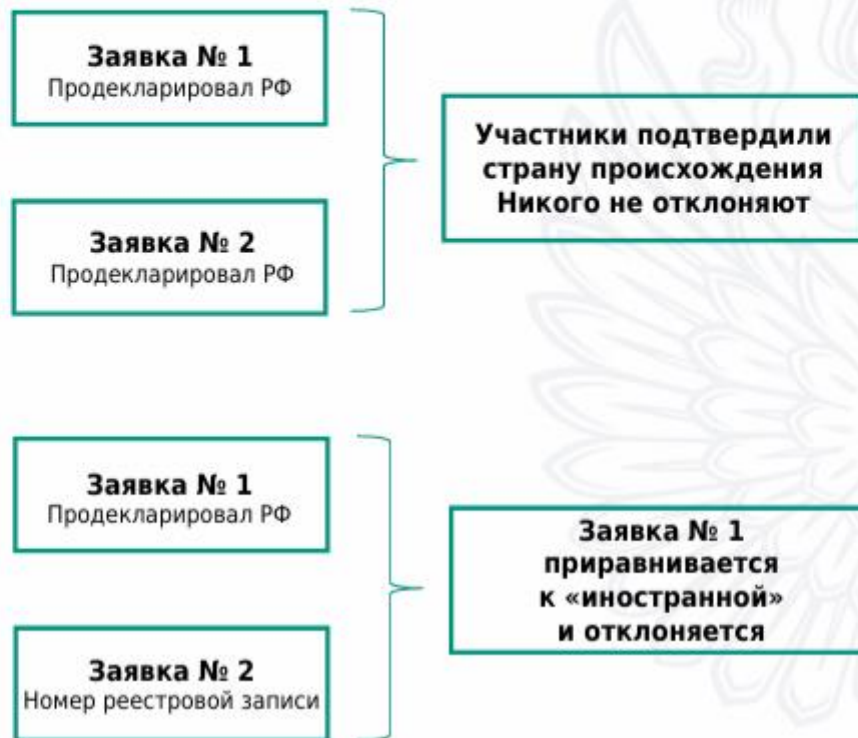 Заявка № 1
Продекларировал РФ
Участники подтвердили
страну происхождения
Никого не отклоняют
Заявка № 2
Продекларировал РФ
Заявка № 1
Продекларировал РФ
Заявка № 1
приравнивается
к «иностранной»
и отклоняется
Заявка № 2
Номер реестровой записи